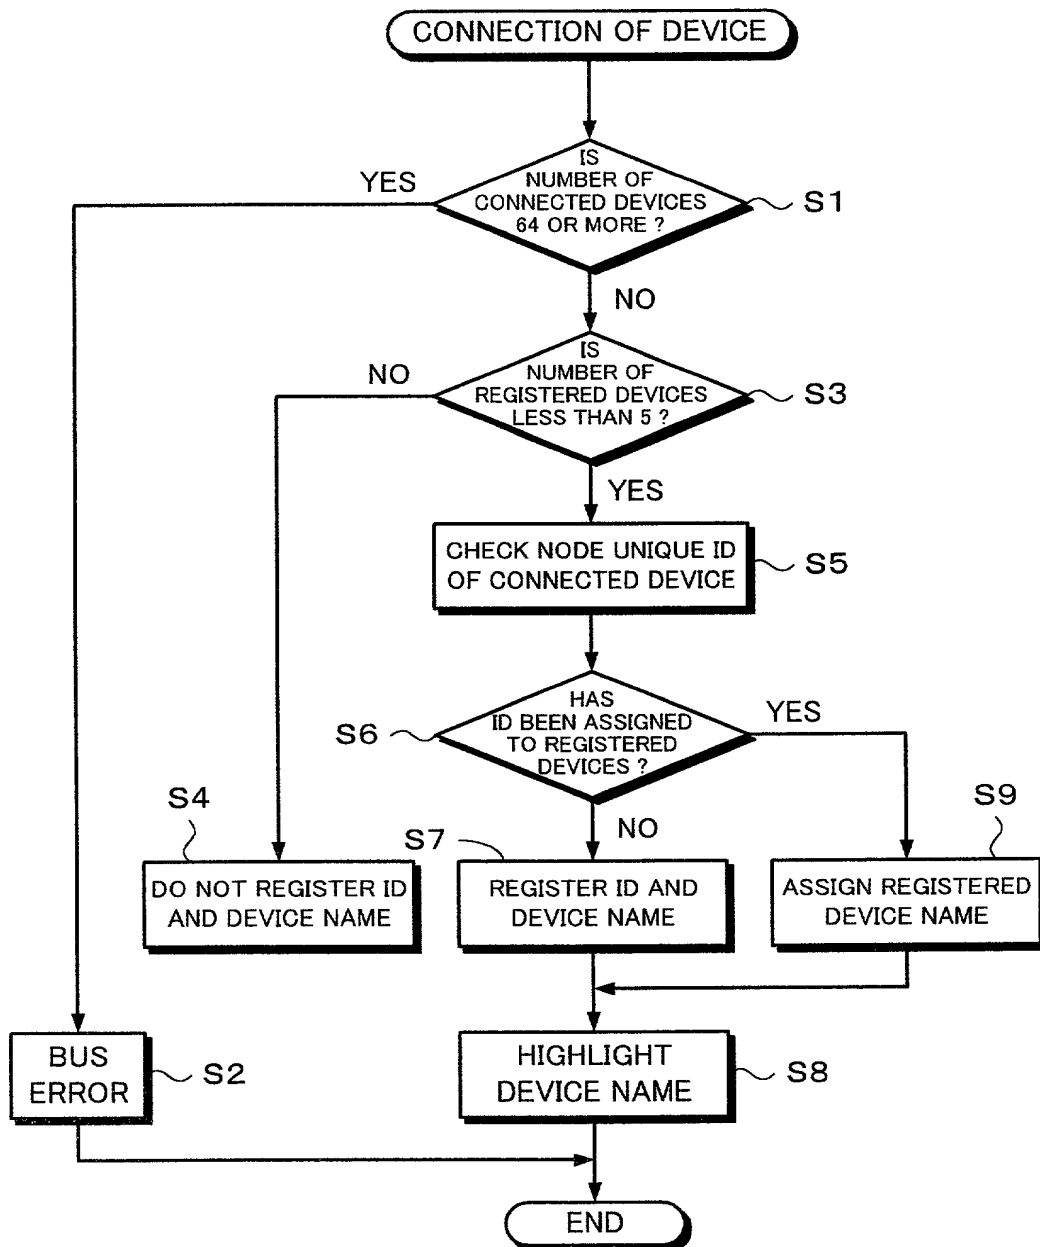 CONNECTION OF DEVICE
IS
NUMBER OF
CONNECTED DEVICES
64 OR MORE ?
YES
S1
NO
IS
NUMBER OF
REGISTERED DEVICES
LESS THAN 5 ?
NO
S3
YES
CHECK NODE UNIQUE ID
OF CONNECTED DEVICE
S5
HAS
ID BEEN ASSIGNED
TO REGISTERED
DEVICES ?
S6
YES
NO
S4
DO NOT REGISTER ID
AND DEVICE NAME
S7
REGISTER ID AND
DEVICE NAME
S9
ASSIGN REGISTERED
DEVICE NAME
BUS
ERROR
S2
HIGHLIGHT
DEVICE NAME
S8
END